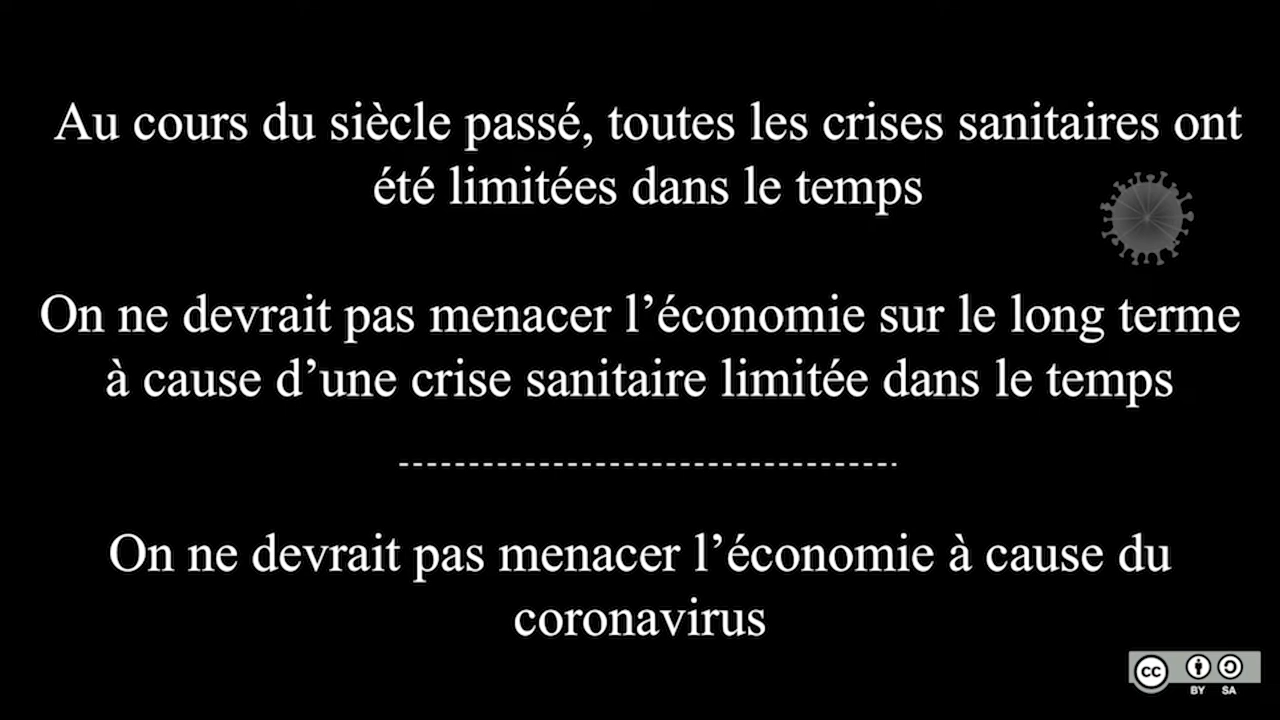 Au cours du siècle passé, toutes les crises sanitaires ont
été limitées dans le temps
On ne devrait pas menacer l’économie sur le long terme
à cause d’une crise sanitaire limitée dans le temps
On ne devrait pas menacer l’économie à cause du
coronavirus
cc
BY SA